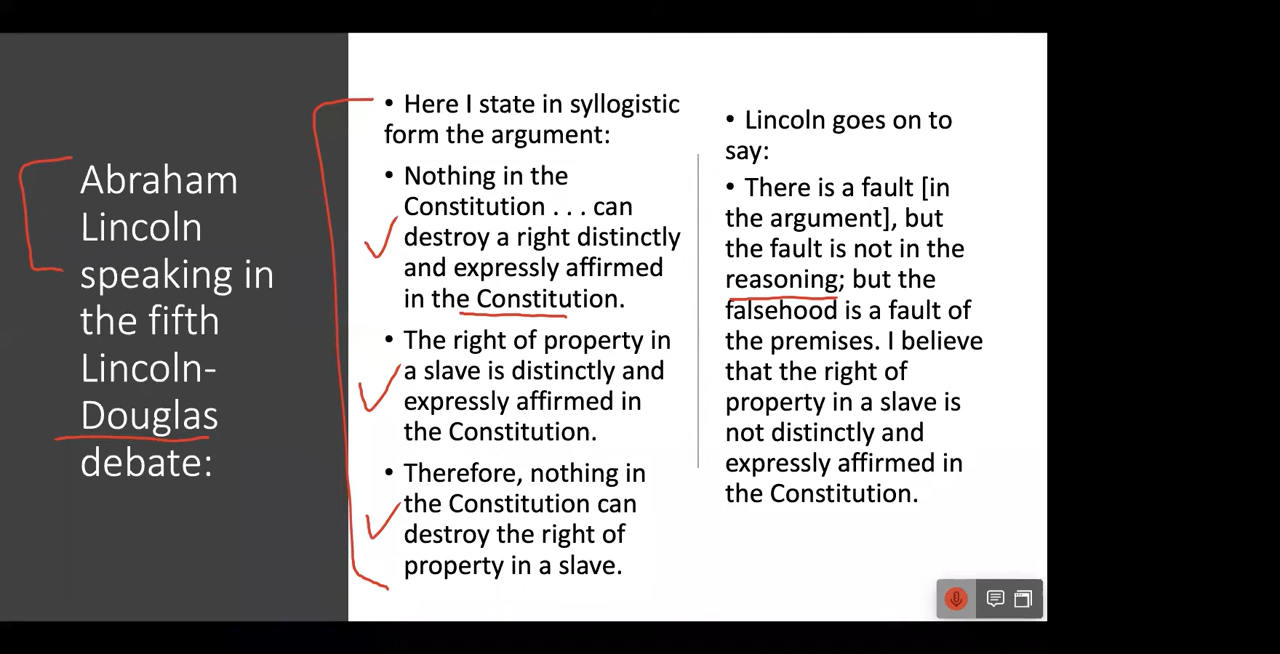 Abraham
Lincoln
speaking in
the fifth
Lincoln-
Douglas
debate:
• Here I state in syllogistic
form the argument:
• Nothing in the
Constitution . . . can
destroy a right distinctly
and expressly affirmed
in the Constitution.
• The right of property in
a slave is distinctly and
expressly affirmed in
the Constitution.
• Therefore, nothing in
the Constitution can
destroy the right of
property in a slave.
• Lincoln goes on to
say:
• There is a fault [in
the argument], but
the fault is not in the
reasoning; but the
falsehood is a fault of
the premises. I believe
that the right of
property in a slave is
not distinctly and
expressly affirmed in
the Constitution.